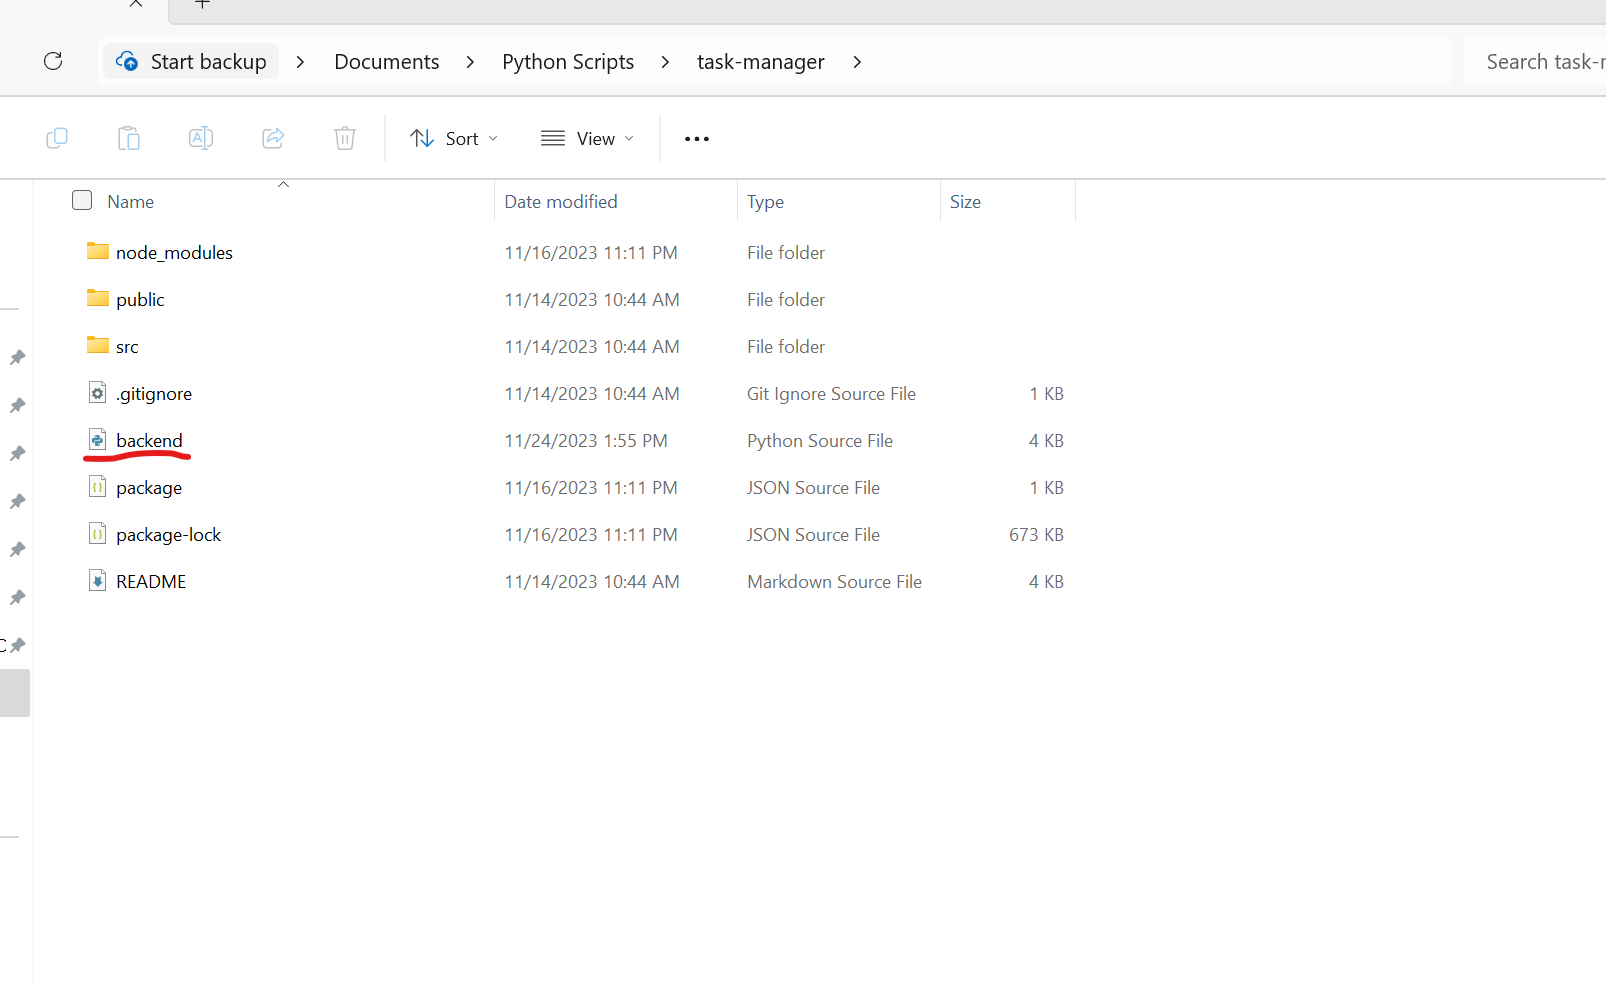 Start backup > Documents > Python Scripts > task-manager >
Search task-
Sort View
Name Date modified Type Size
node_modules 11/16/2023 11:11 PM File folder
public 11/14/2023 10:44 AM File folder
src 11/14/2023 10:44 AM File folder
.gitignore 11/14/2023 10:44 AM Git Ignore Source File 1 KB
backend 11/24/2023 1:55 PM Python Source File 4 KB
package 11/16/2023 11:11 PM JSON Source File 1 KB
package-lock 11/16/2023 11:11 PM JSON Source File 673 KB
README 11/14/2023 10:44 AM Markdown Source File 4 KB